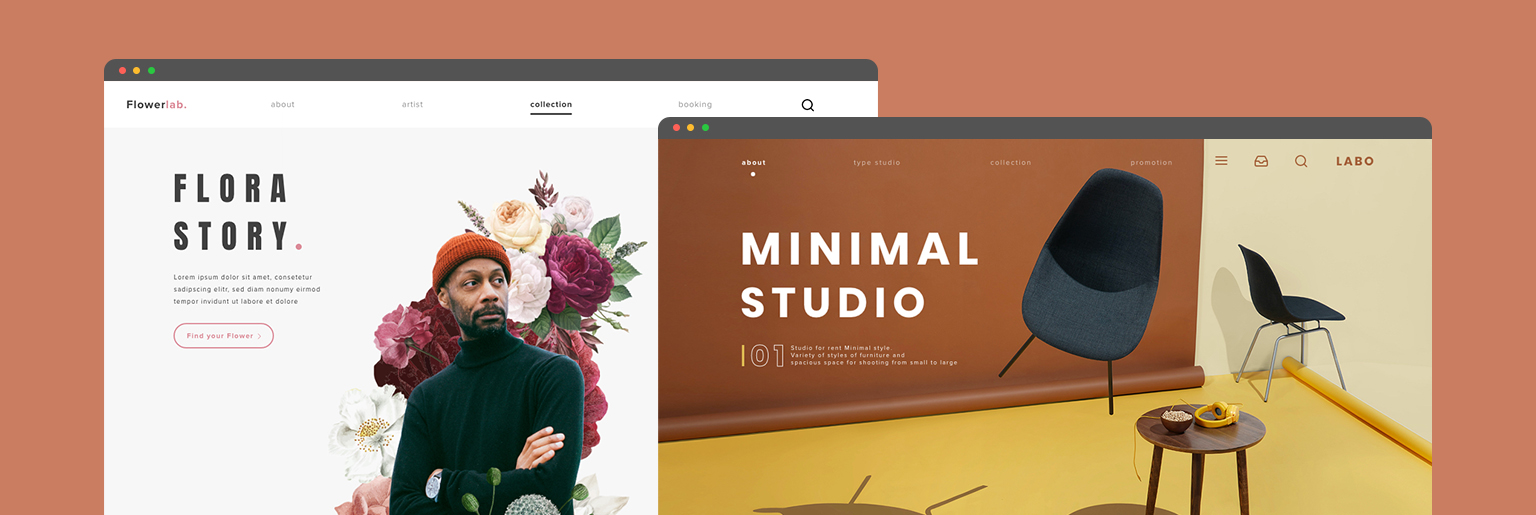 Flowerlab.
about
artist
collection
booking
FLORA
STORY.
Lorem ipsum dolor sit amet, consetetur
sadipscing elitr, sed diam nonumy eirmod
tempor invidunt ut labore et dolore
Find your Flower >
about
type studio
collection
promotion
LABO
MINIMAL
STUDIO
01
Studio for rent Minimal style.
Variety of styles of furniture and
spacious space for shooting from small to large